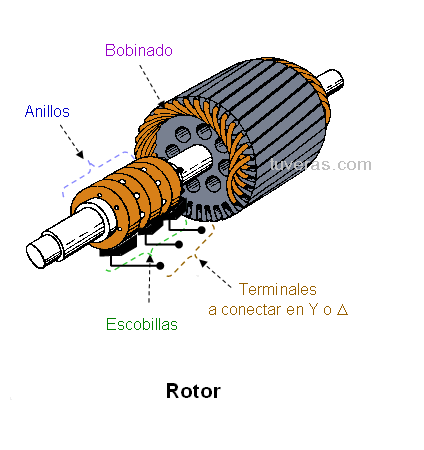 Bobinado
Anillos
tuveras.com
Terminales
a conectar en Y o Δ
Escobillas
Rotor